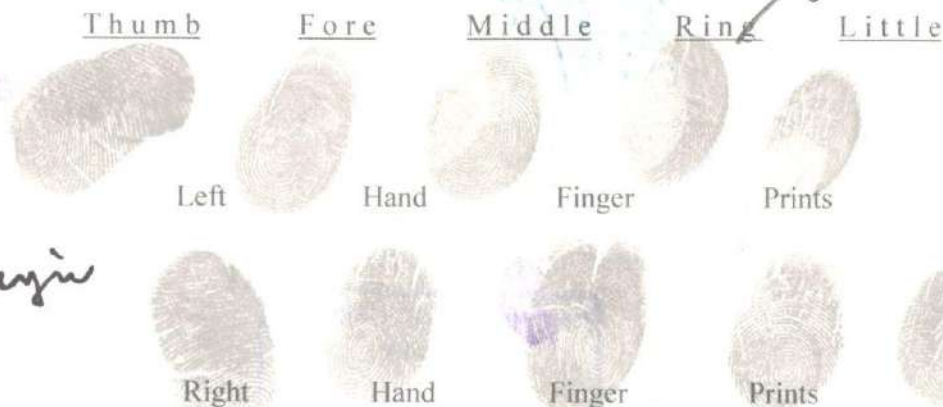 Thumb Fore Middle Ring Little
Left Hand Finger Prints
Right Hand Finger Prints